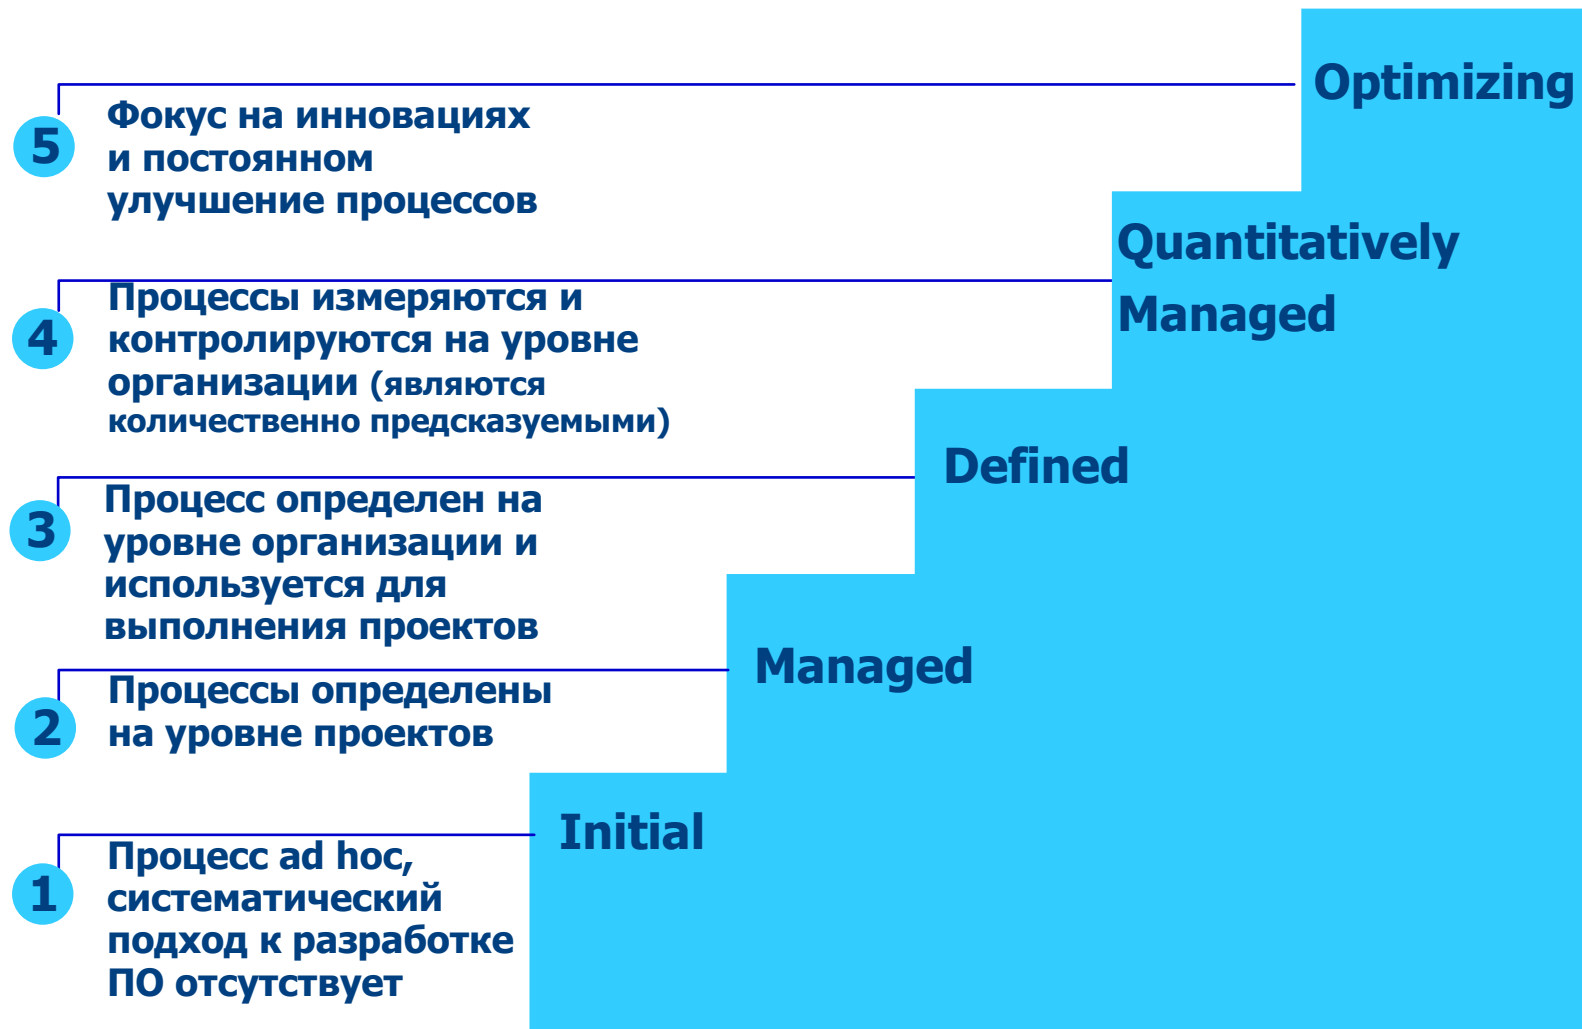 Optimizing
5
Фокус на инновациях
и постоянном
улучшение процессов
Quantitatively
Managed
4
Процессы измеряются и
контролируются на уровне
организации (являются
количественно предсказуемыми)
Defined
3
Процесс определен на
уровне организации и
используется для
выполнения проектов
Managed
2
Процессы определены
на уровне проектов
Initial
1
Процесс ad hoc,
систематический
подход к разработке
ПО отсутствует